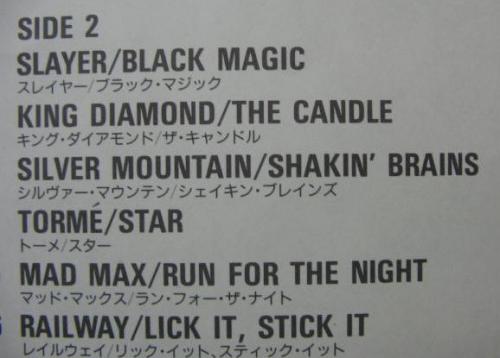 SIDE 2
SLAYER/BLACK MAGIC
スレイヤー/ブラック・マジック
KING DIAMOND/THE CANDLE
キング・ダイアモンド/ザ・キャンドル
SILVER MOUNTAIN/SHAKIN' BRAINS
シルヴァー・マウンテン/シェイキン・ブレインズ
TORMÉ/STAR
トーメ/スター
MAD MAX/RUN FOR THE NIGHT
マッド・マックス/ラン・フォー・ザ・ナイト
RAILWAY/LICK IT, STICK IT
レイルウェイ/リック・イット、スティック・イット